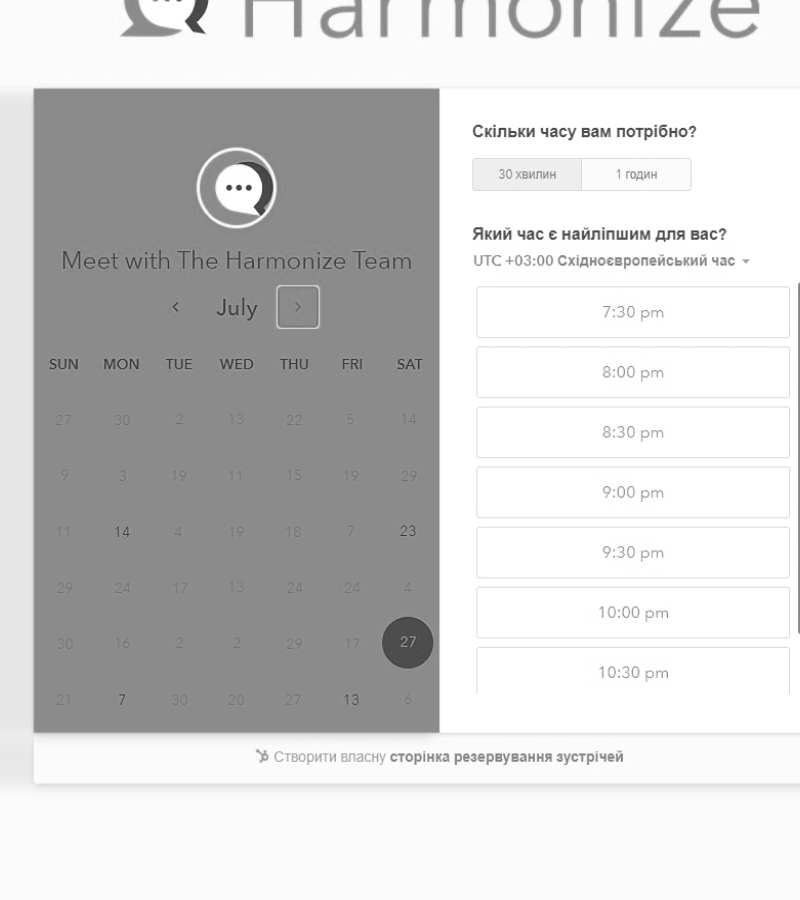 Harmonize
Meet with The Harmonize Team
July
SUN MON TUE WED THU FRI SAT
27 30 2 13 22 5 14
9 3 19 11 15 19 29
11 14 4 19 18 7 23
29 24 17 13 24 24 4
30 16 2 2 29 17 27
21 7 30 20 27 13 6
Скільки часу вам потрібно?
30 хвилин 1 годин
Який час є найліпшим для вас?
UTC +03:00 Східноєвропейський час
7:30 pm
8:00 pm
8:30 pm
9:00 pm
9:30 pm
10:00 pm
10:30 pm
Створити власну сторінка резервування зустрічей